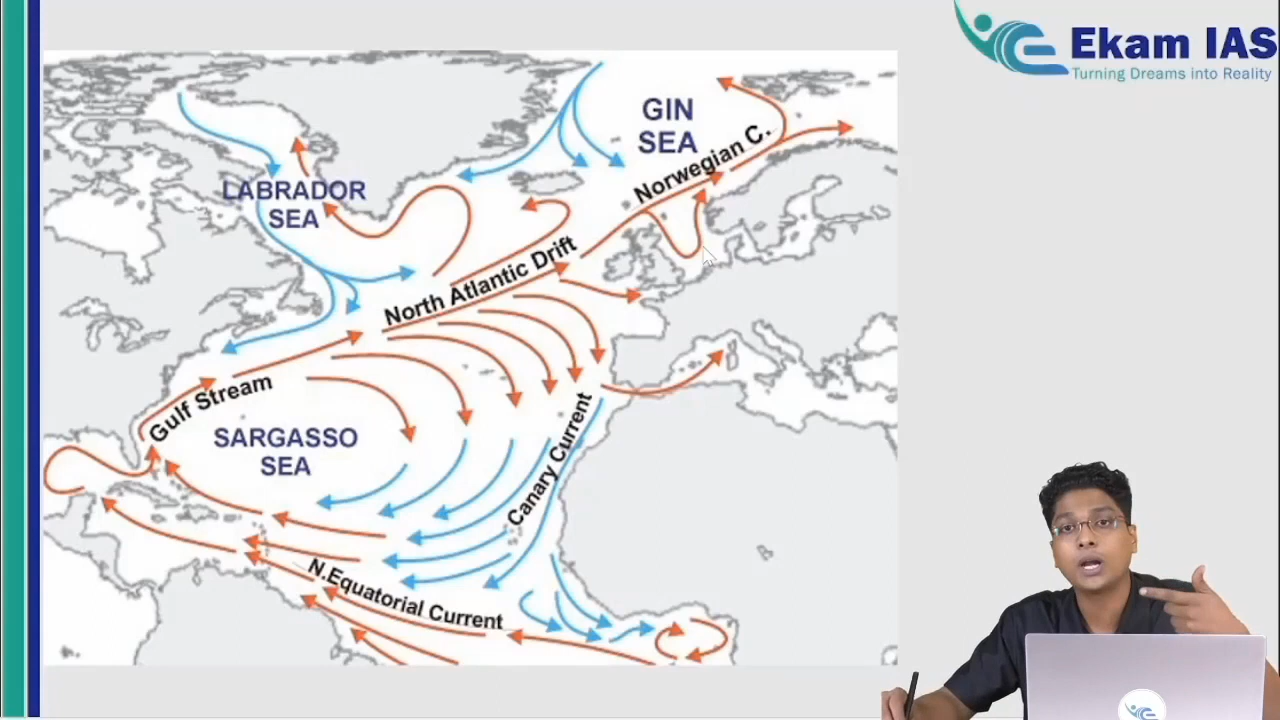 Ekam IAS
Turning Dreams into Reality
GIN
SEA
Norwegian C.
LABRADOR
SEA
North Atlantic Drift
Gulf Stream
SARGASSO
SEA
Canary Current
N.Equatorial Current